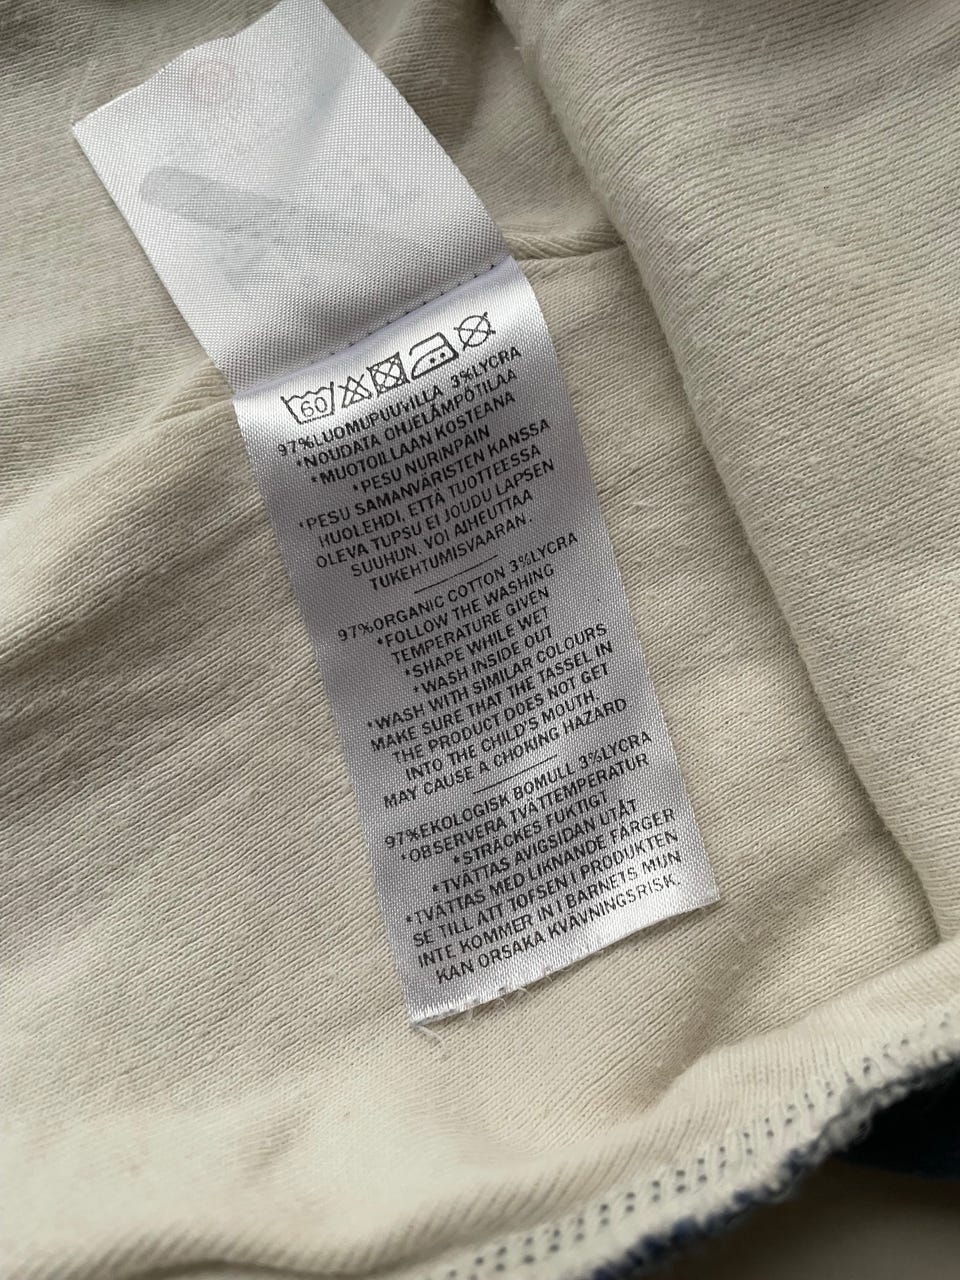 60
97%LUOMUPUUVILLA 3%LYCRA
*NOUDATA OHJELÄMPÖTILAA
*MUOTOILLAAN KOSTEANA
*PESU NURINPAIN
*PESU SAMANVÄRISTEN KANSSA
HUOLEHDI, ETTÄ TUOTTEESSA
OLEVA TUPSU EI JOUDU LAPSEN
SUUHUN. VOI AIHEUTTAA
TUKEHTUMISVAARAN.
97%ORGANIC COTTON 3%LYCRA
*FOLLOW THE WASHING
TEMPERATURE GIVEN
*SHAPE WHILE WET
*WASH INSIDE OUT
*WASH WITH SIMILAR COLOURS
MAKE SURE THAT THE TASSEL IN
THE PRODUCT DOES NOT GET
INTO THE CHILD'S MOUTH.
MAY CAUSE A CHOKING HAZARD
97%EKOLOGISK BOMULL 3%LYCRA
*OBSERVERA TVÄTTEMPERATUR
*STRÄCKES FUKTIGT
*TVÄTTAS AVIGSIDAN UTÅT
*TVÄTTAS MED LIKNANDE FÄRGER
SE TILL ATT TOFSEN I PRODUKTEN
INTE KOMMER IN I BARNETS MUN
KAN ORSAKA KVÄVNINGSRISK.